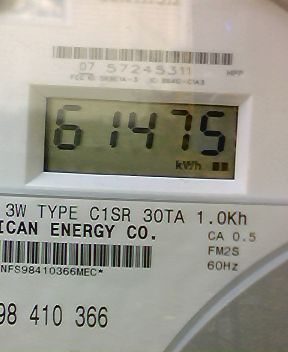 07 57245311
61475
kWh
3W TYPE C1SR 30TA 1.0Kh
ICAN ENERGY CO.
CA 0.5
FM2S
60Hz
NFS98410366MEC*
98 410 366